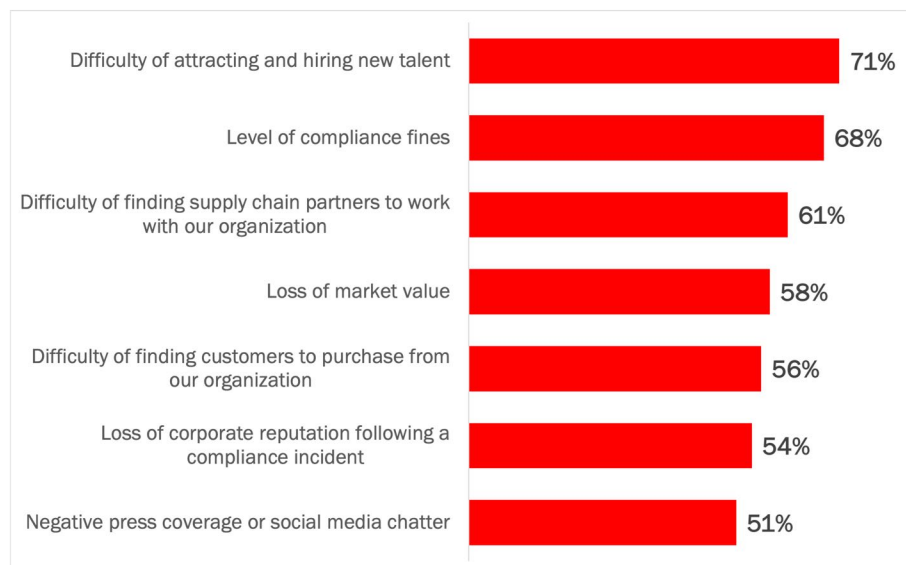 Difficulty of attracting and hiring new talent
71%
Level of compliance fines
68%
Difficulty of finding supply chain partners to work
with our organization
61%
Loss of market value
58%
Difficulty of finding customers to purchase from
our organization
56%
Loss of corporate reputation following a
compliance incident
54%
Negative press coverage or social media chatter
51%